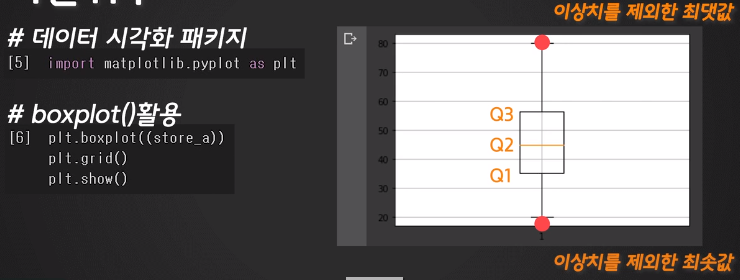 이상치를 제외한 최댓값
# 데이터 시각화 패키지
[5] import matplotlib.pyplot as plt
# boxplot()활용
[6] plt.boxplot((store_a))
plt.grid()
plt.show()
80
70
60
50
40
30
20
Q3
Q2
Q1
1
이상치를 제외한 최솟값